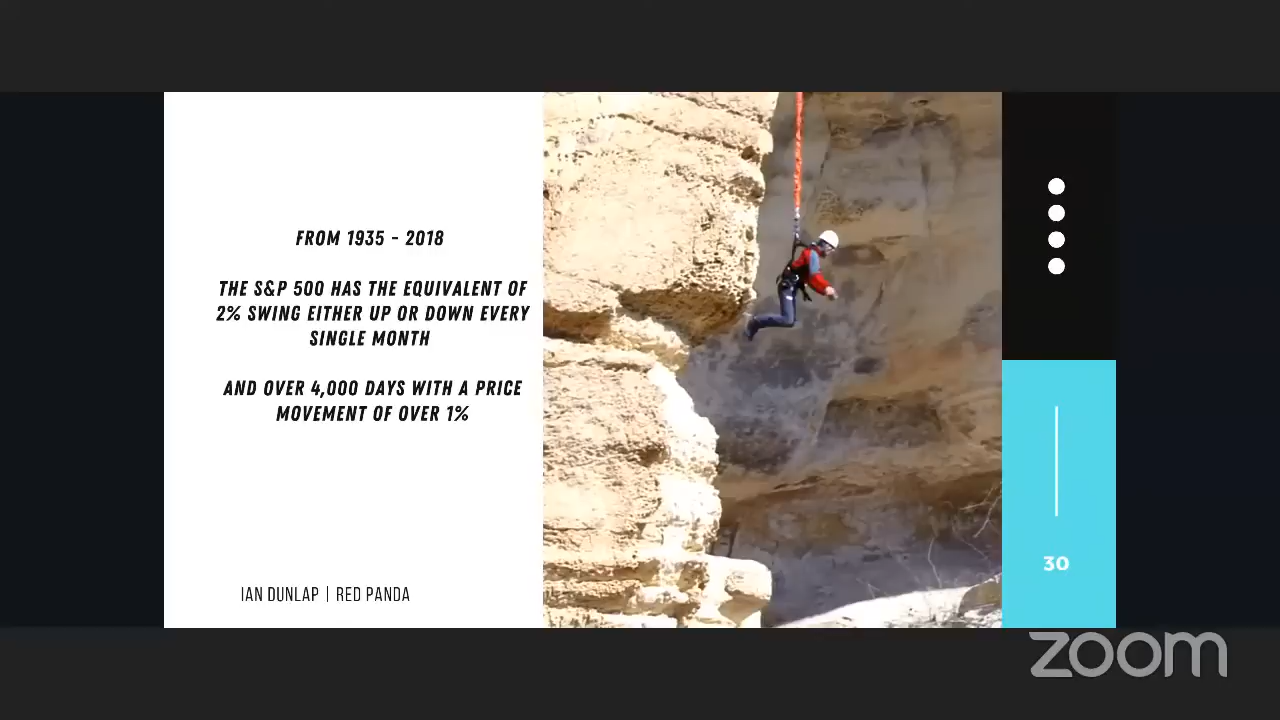 FROM 1935 - 2018
THE S&P 500 HAS THE EQUIVALENT OF
2% SWING EITHER UP OR DOWN EVERY
SINGLE MONTH
AND OVER 4,000 DAYS WITH A PRICE
MOVEMENT OF OVER 1%
IAN DUNLAP | RED PANDA
30
zoom